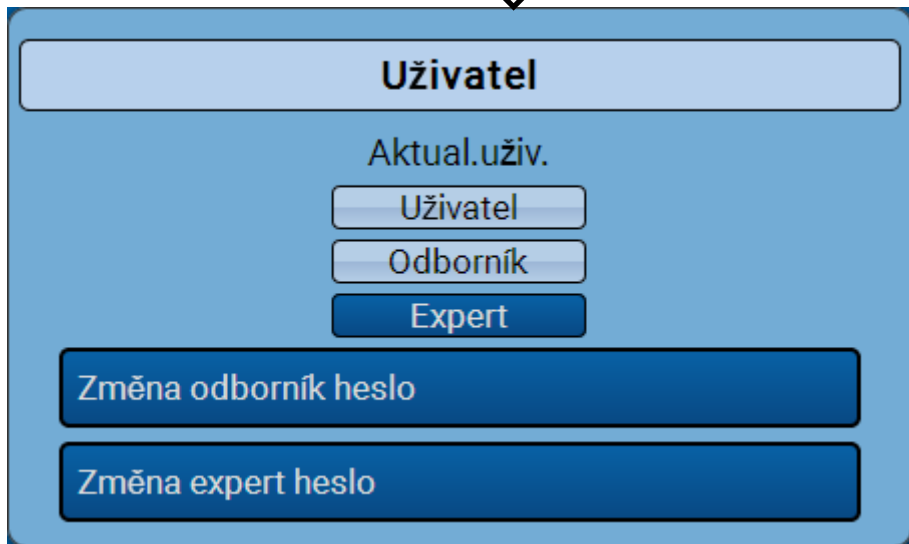 Uživatel
Aktual.uživ.
Uživatel
Odborník
Expert
Změna odborník heslo
Změna expert heslo